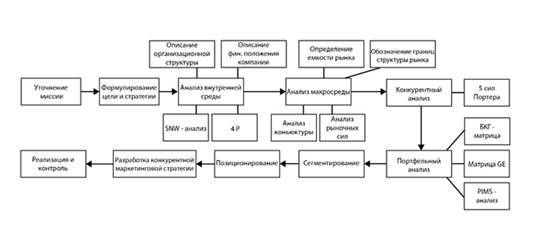 Описание
организационной
структуры
Описание
фин. положения
компании
Определение
емкости рынка
Обозначение границ
структуры рынка
Уточнение
миссии
Формулирование
цели и стратегии
Анализ внутренней
среды
Анализ макросреды
Конкурентный
анализ
5 сил
Портера
SNW - анализ
4 P
Анализ
коньюктуры
Анализ
рыночных
сил
БКГ -
матрица
Реализация и
контроль
Разработка конкурентной
маркетинговой стратегии
Позиционирование
Сегментирование
Портфельный
анализ
Матрица GE
PIMS -
анализ